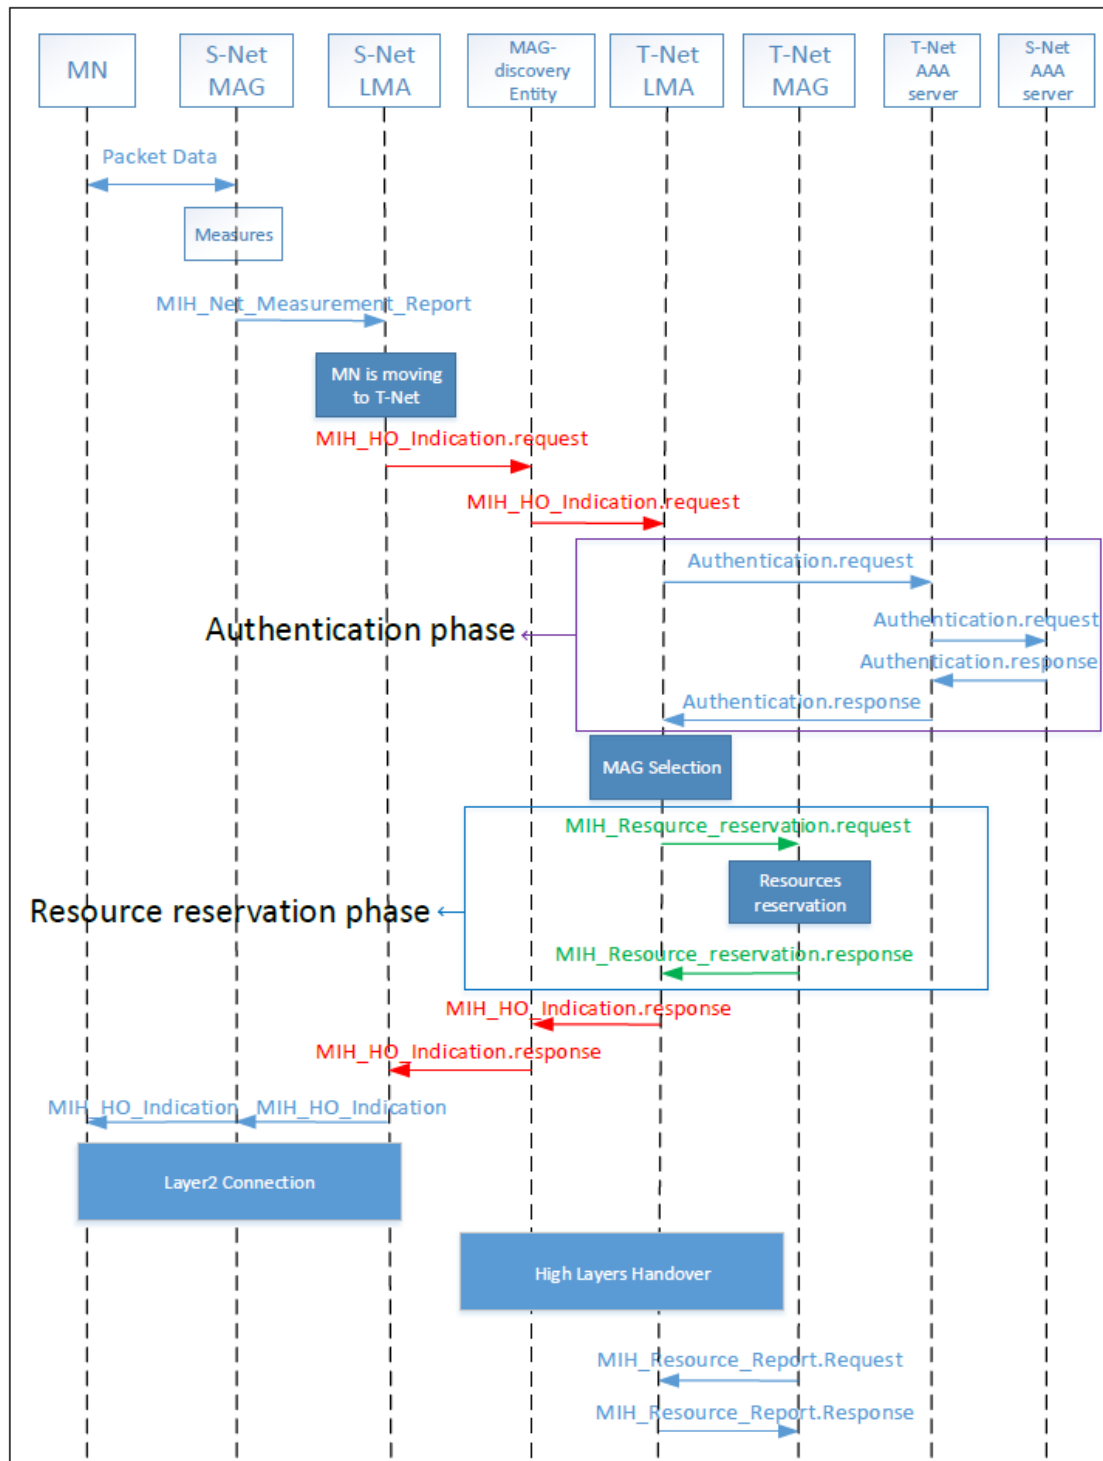 MN
S-Net
MAG
S-Net
LMA
MAG-
discovery
Entity
T-Net
LMA
T-Net
MAG
T-Net
AAA
server
S-Net
AAA
server
Packet Data
Measures
MIH_Net_Measurement_Report
MN is moving
to T-Net
MIH_HO_Indication.request
MIH_HO_Indication.request
Authentication.request
Authentication.request
Authentication phase
Authentication.response
Authentication.response
MAG Selection
MIH_Resource_reservation.request
Resources
reservation
Resource reservation phase
MIH_Resource_reservation.response
MIH_HO_Indication.response
MIH_HO_Indication.response
MIH_HO_Indication
MIH_HO_Indication
Layer2 Connection
High Layers Handover
MIH_Resource_Report.Request
MIH_Resource_Report.Response